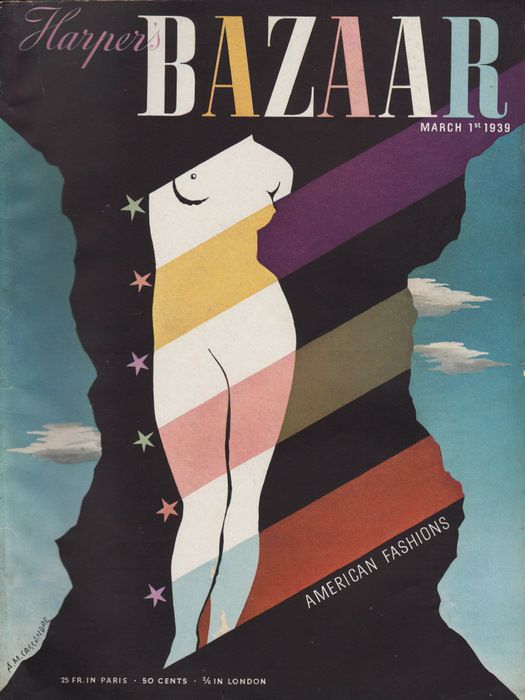 Harper's
BAZAAR
MARCH 1st 1939
AMERICAN FASHIONS
A.M.CASSANDRE
25 FR. IN PARIS · 50 CENTS · 2/6 IN LONDON